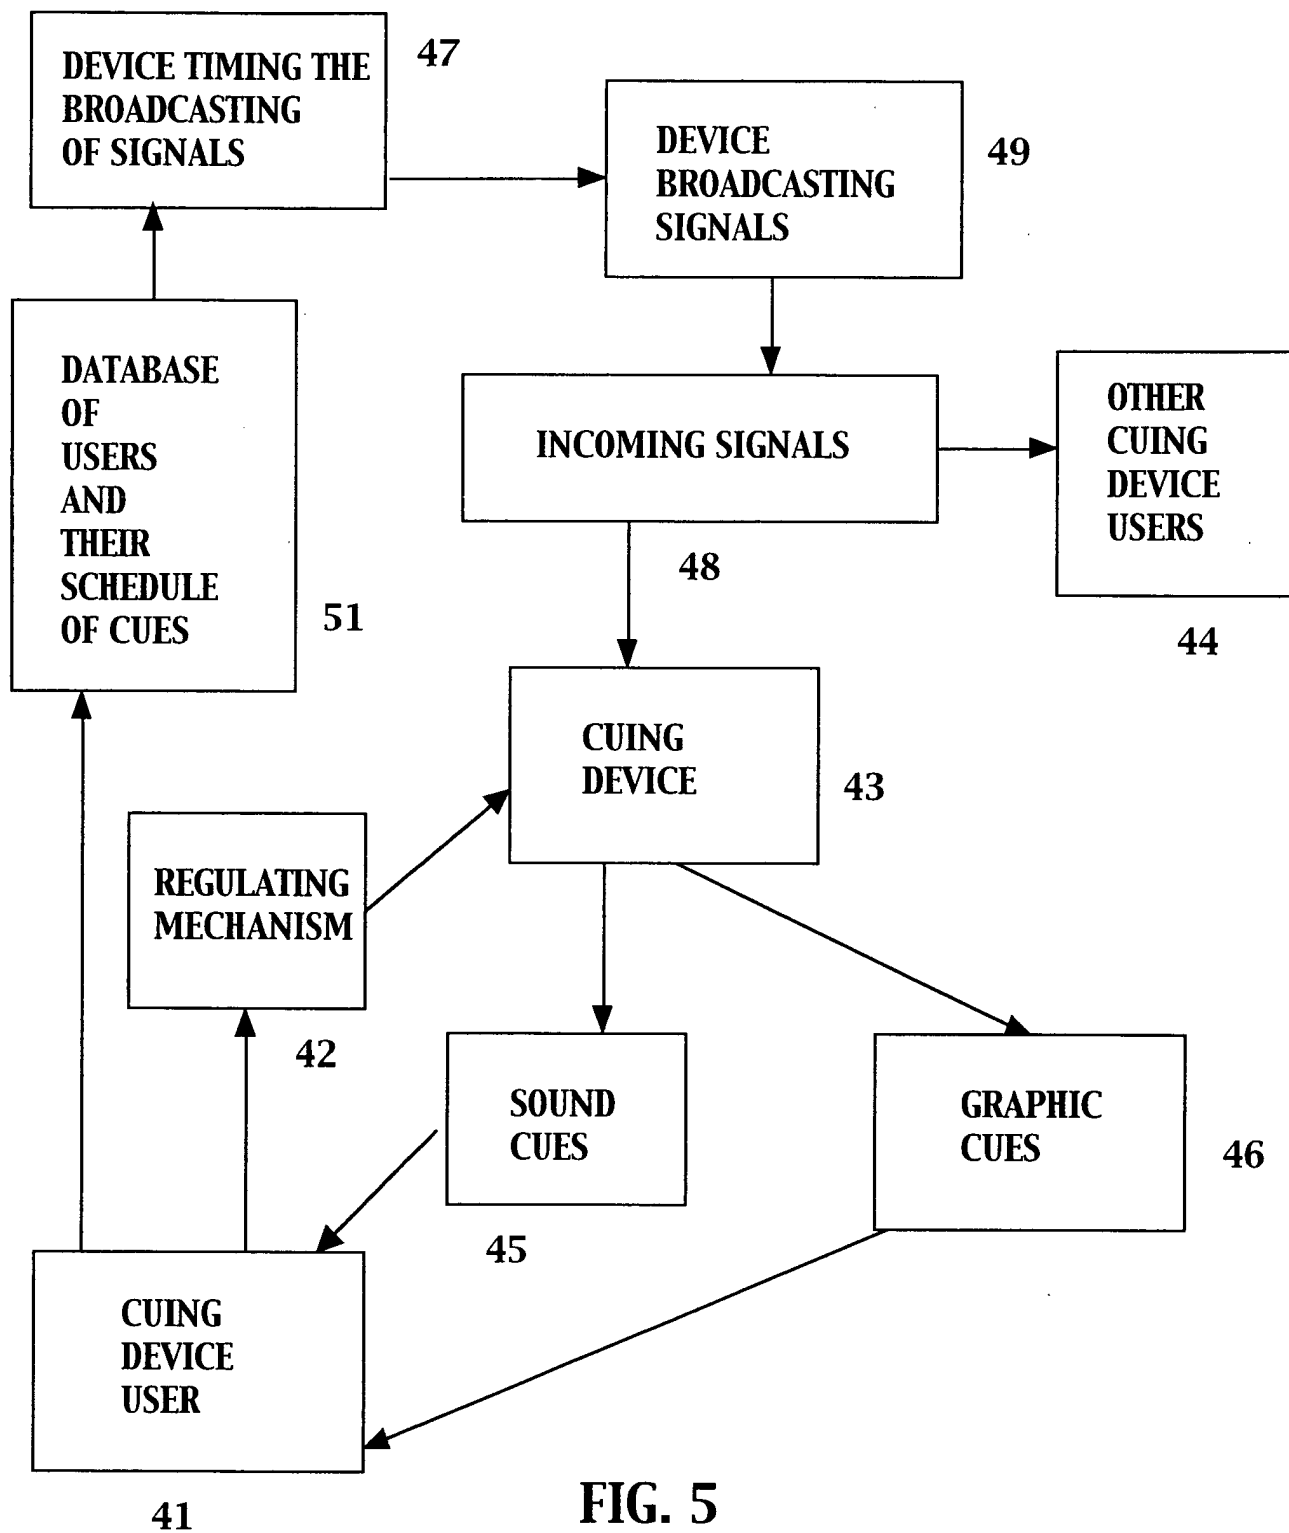 DEVICE TIMING THE
BROADCASTING
OF SIGNALS
47
DEVICE
BROADCASTING
SIGNALS
49
DATABASE
OF
USERS
AND
THEIR
SCHEDULE
OF CUES
51
INCOMING SIGNALS
48
OTHER
CUING
DEVICE
USERS
44
CUING
DEVICE
43
REGULATING
MECHANISM
42
SOUND
CUES
45
GRAPHIC
CUES
46
CUING
DEVICE
USER
41
FIG. 5